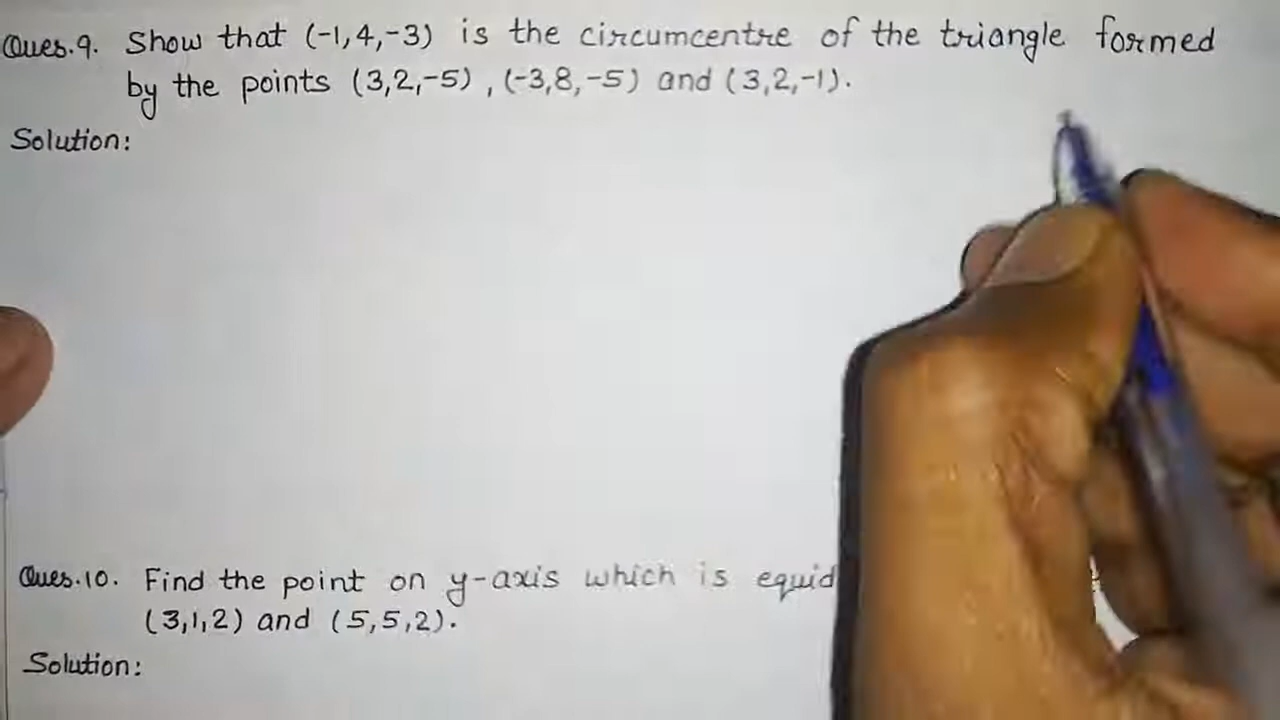 Ques.9. Show that (-1,4,-3) is the circumcentre of the triangle formed
by the points (3,2,-5), (-3,8,-5) and (3,2,-1).
Solution:
Ques.10. Find the point on y-axis which is
(3,1,2) and (5,5,2).
Solution: